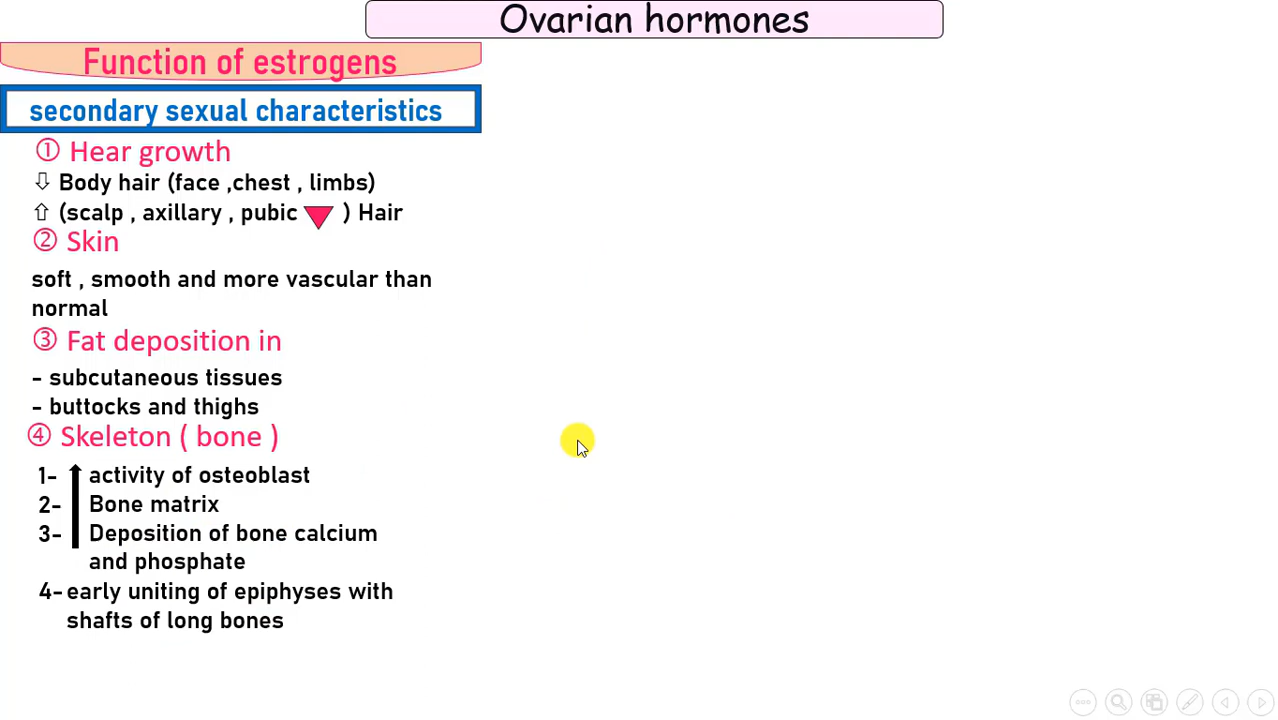 Ovarian hormones
Function of estrogens
secondary sexual characteristics
① Hear growth
⇩ Body hair (face ,chest , limbs)
⇧ (scalp , axillary , pubic ▼ ) Hair
② Skin
soft , smooth and more vascular than
normal
③ Fat deposition in
- subcutaneous tissues
- buttocks and thighs
④ Skeleton ( bone )
1- activity of osteoblast
2- Bone matrix
3- Deposition of bone calcium
and phosphate
4- early uniting of epiphyses with
shafts of long bones